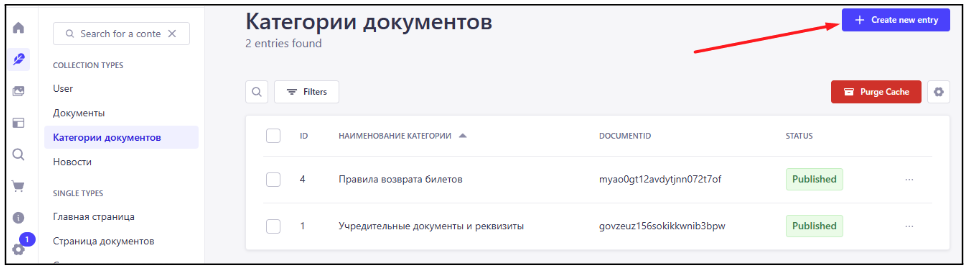 Search for a conte
COLLECTION TYPES
User
Документы
Категории документов
Новости
SINGLE TYPES
Главная страница
Страница документов
1
Категории документов
2 entries found
Create new entry
Filters
Purge Cache
ID НАИМЕНОВАНИЕ КАТЕГОРИИ DOCUMENTID STATUS
4 Правила возврата билетов myao0gt12avdytjnn072t7of Published
1 Учредительные документы и реквизиты govzeuz156sokikkwnib3bpw Published